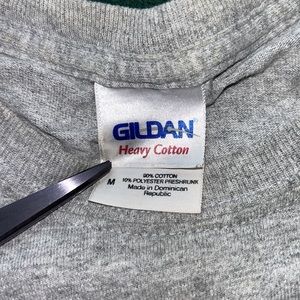 GILDAN
Heavy Cotton
M
90% COTTON
10% POLYESTER PRESHRUNK
Made in Dominican
Republic